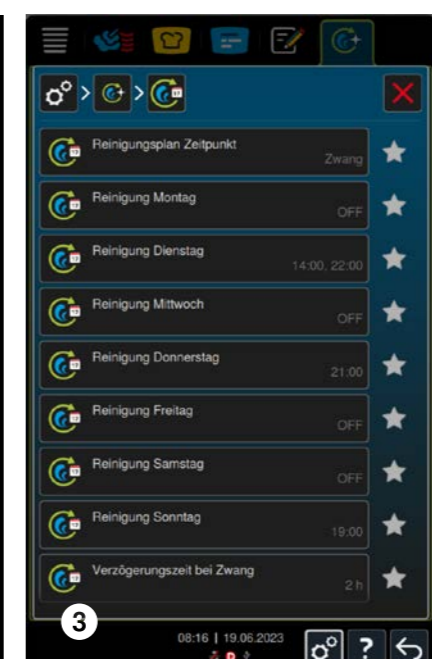 Reinigungsplan Zeitpunkt
Zwang
Reinigung Montag
OFF
Reinigung Dienstag
14:00, 22:00
Reinigung Mittwoch
OFF
Reinigung Donnerstag
21:00
Reinigung Freitag
OFF
Reinigung Samstag
OFF
Reinigung Sonntag
19:00
Verzögerungszeit bei Zwang
2 h
3
08:16 | 19.06.2023
?